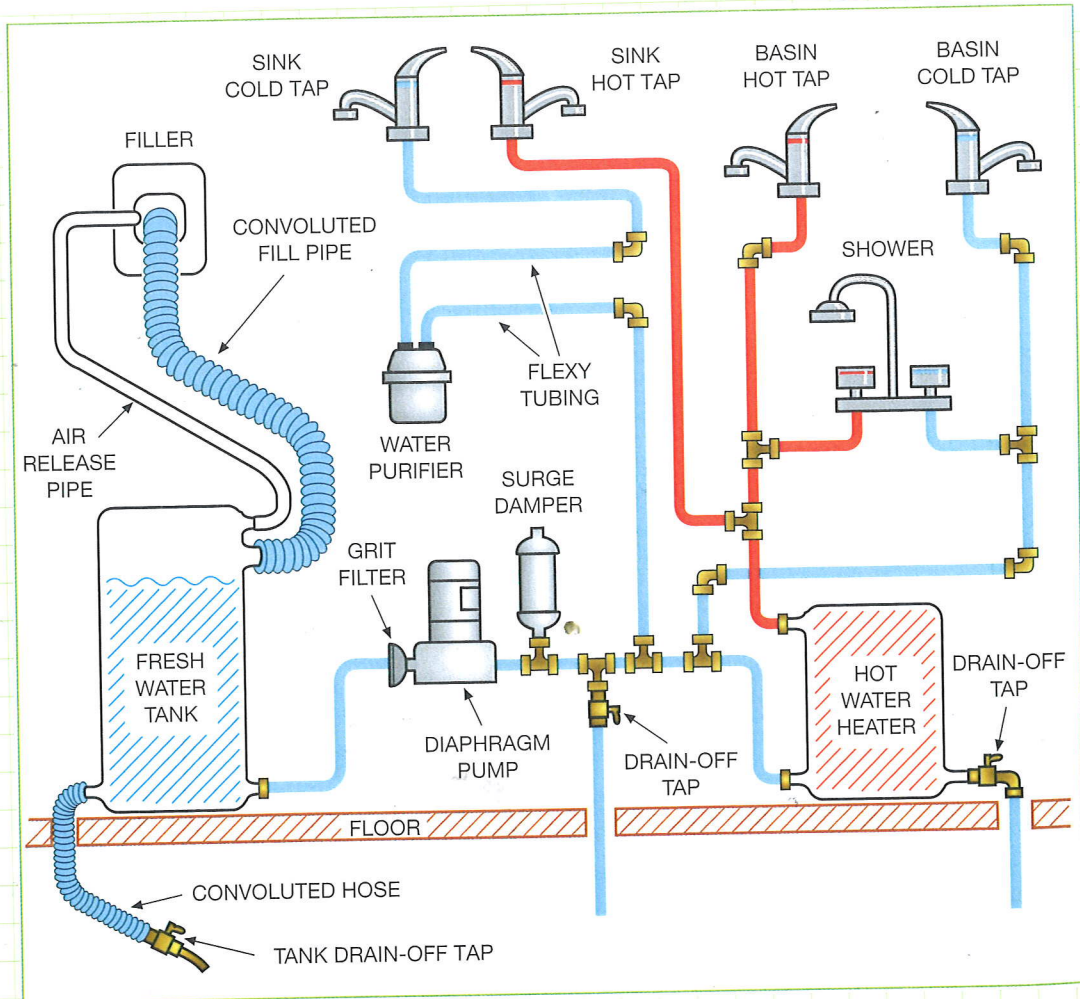 SINK
COLD TAP
SINK
HOT TAP
BASIN
HOT TAP
BASIN
COLD TAP
FILLER
CONVOLUTED
FILL PIPE
SHOWER
FLEXY
TUBING
AIR
RELEASE
PIPE
WATER
PURIFIER
SURGE
DAMPER
GRIT
FILTER
FRESH
WATER
TANK
HOT
WATER
HEATER
DRAIN-OFF
TAP
DIAPHRAGM
PUMP
DRAIN-OFF
TAP
FLOOR
CONVOLUTED HOSE
TANK DRAIN-OFF TAP